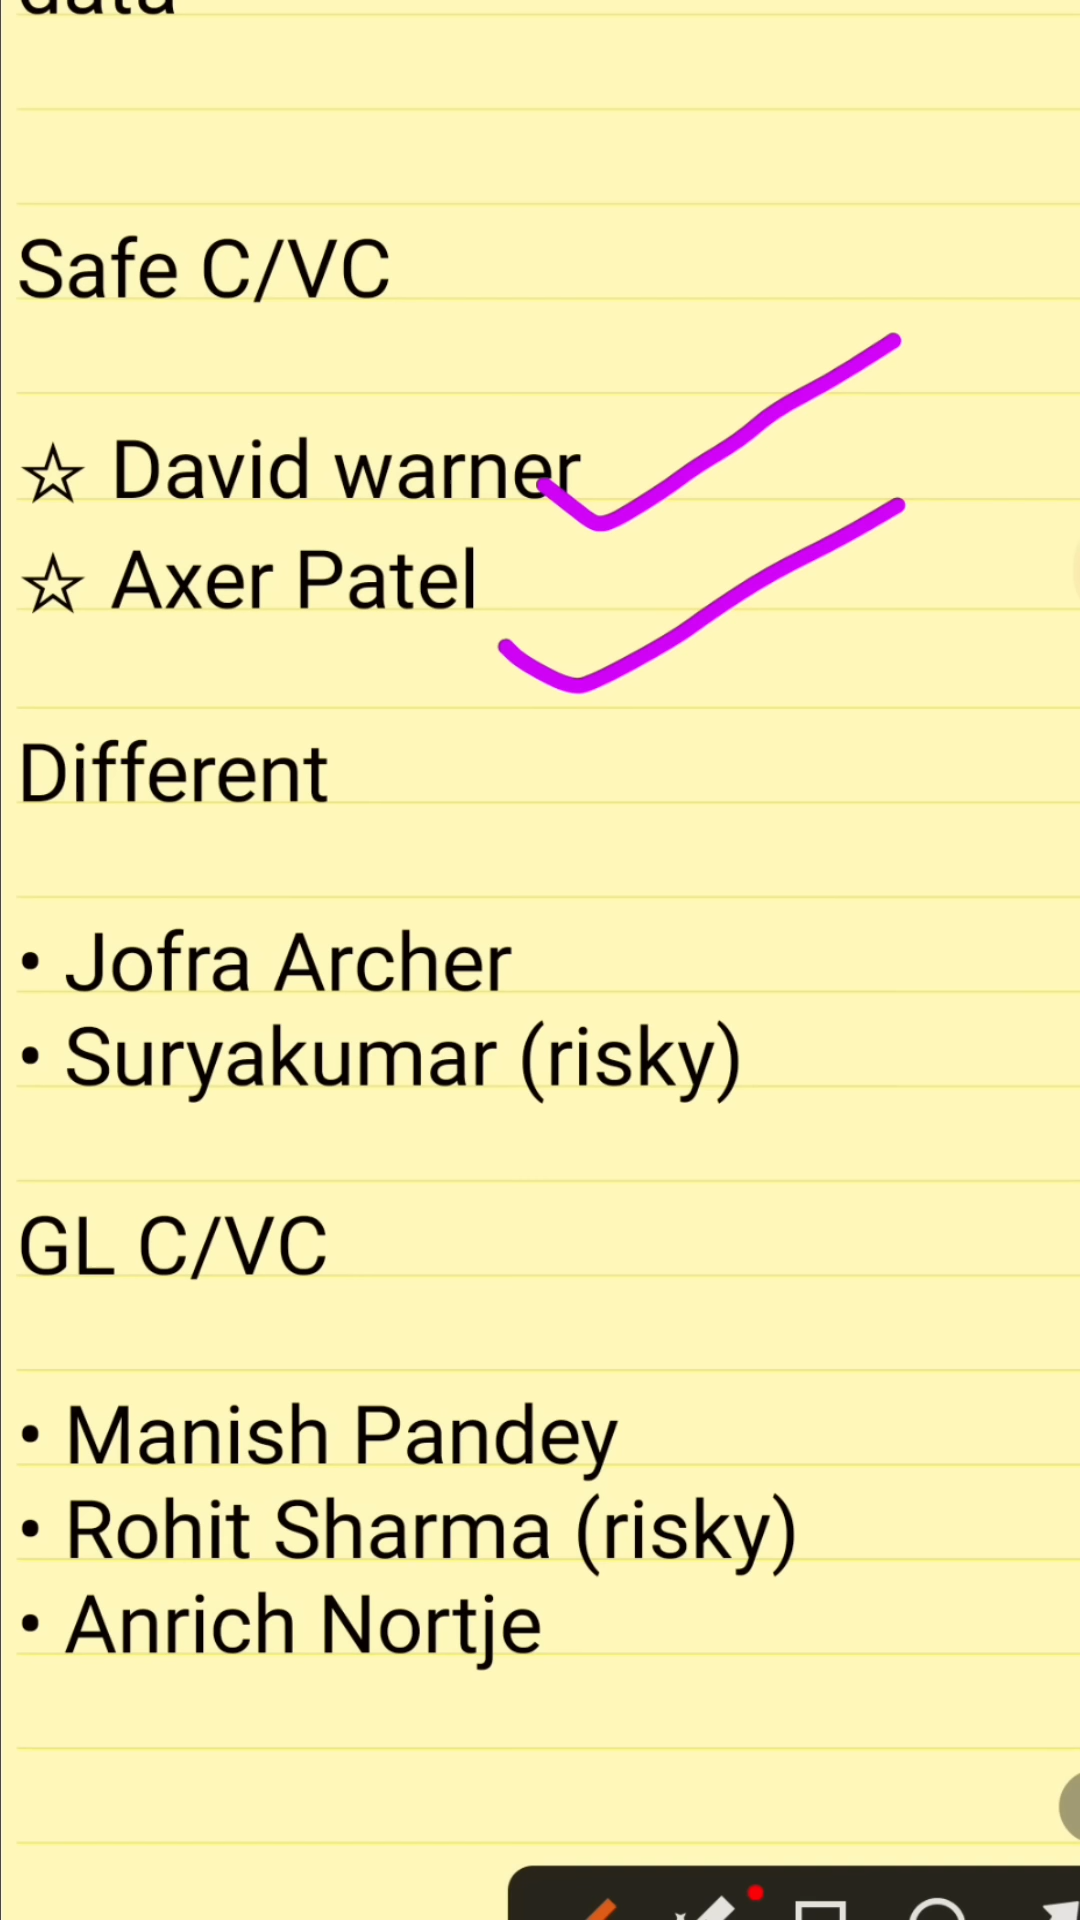 data
Safe C/VC
☆ David warner
☆ Axer Patel
Different
• Jofra Archer
• Suryakumar (risky)
GL C/VC
• Manish Pandey
• Rohit Sharma (risky)
• Anrich Nortje